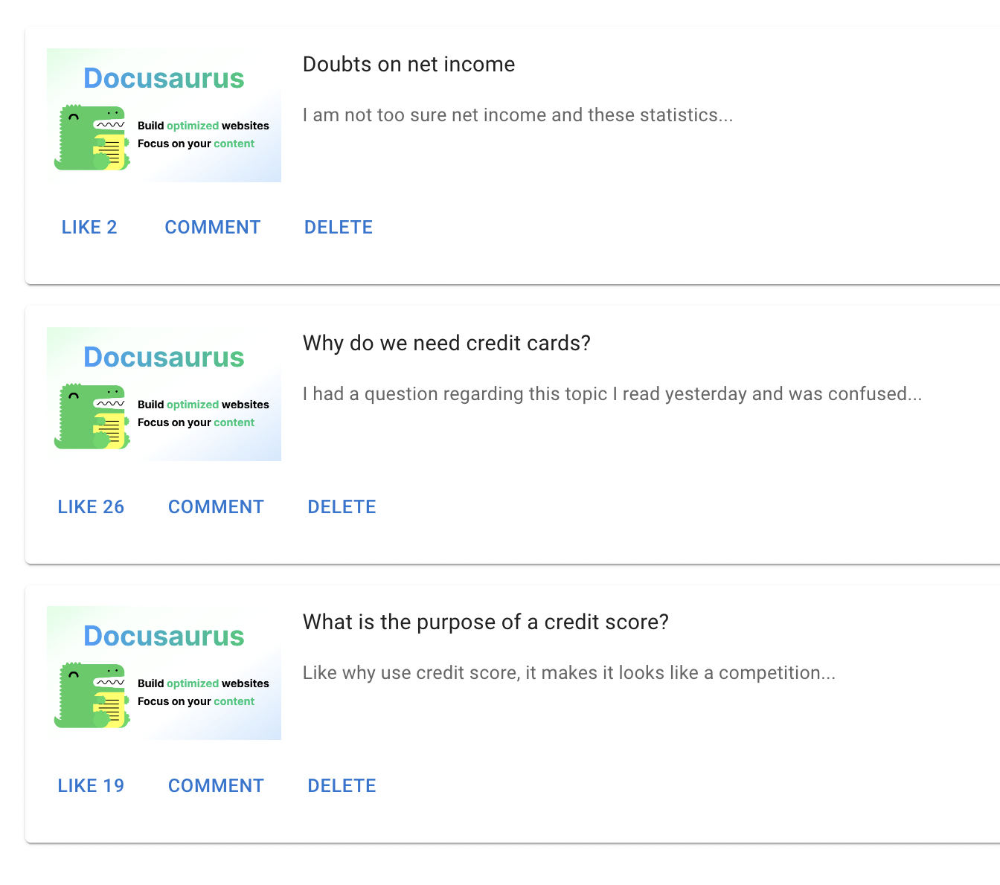 Docusaurus
Build optimized websites
Focus on your content
Doubts on net income
I am not too sure net income and these statistics...
LIKE 2 COMMENT DELETE
Docusaurus
Build optimized websites
Focus on your content
Why do we need credit cards?
I had a question regarding this topic I read yesterday and was confused...
LIKE 26 COMMENT DELETE
Docusaurus
Build optimized websites
Focus on your content
What is the purpose of a credit score?
Like why use credit score, it makes it looks like a competition...
LIKE 19 COMMENT DELETE